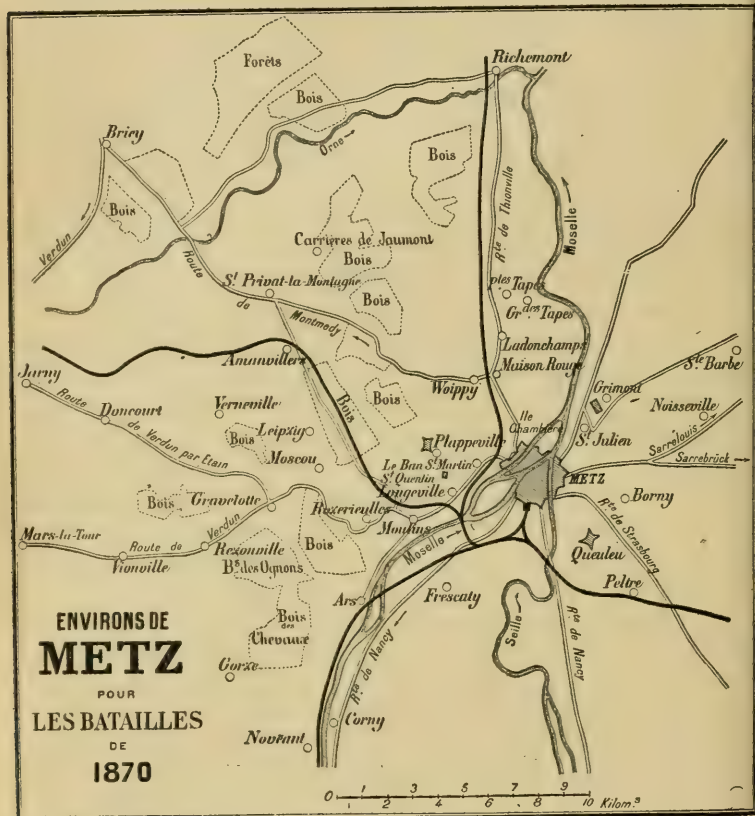 Richemont
Forêts
Bois
Orne
Briey
Bois
Bois
Verdun
Moselle
Rte de Thionville
Carrières de Jaumont
Bois
Route
de
Montmedy
St Privat-la-Montagne
Bois
ptes Tapes
Gr des Tapes
Ladonchamps
Maison Rouge
Amanvillers
Woippy
Ste Barbe
Grimont
Jarny
Route
de Verdun par Etain
Doncourt
Verneville
Bois
Bois
Noisseville
Leipzig
Bois
Ile
Chambière
St Julien
Moscou
Plappeville
Le Ban St Martin
St Quentin
Longeville
Sarrelouis
Sarrebrück
METZ
Bois
Gravelotte
Rozerieulles
Moulins
Borny
Mars-la-Tour
Route de
Verdun
Vionville
Rezonville
Bois
Moselle
Rte de Strasbourg
Queuleu
Bs des Ognons
Ars
Frescaty
Peltre
Bois
des
Chevaux
Seille
Rte de Nancy
Rte de Nancy
Gorze
Corny
Novéant
ENVIRONS DE
METZ
POUR
LES BATAILLES
DE
1870
0 1 2 3 4 5 6 7 8 9 10 Kilom.s